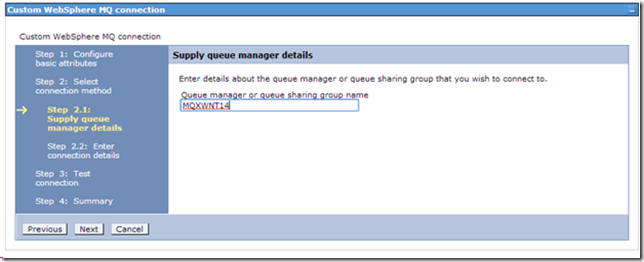 Custom WebSphere MQ connection
Custom WebSphere MQ connection
Step 1: Configure
basic attributes
Step 2: Select
connection method
Step 2.1:
Supply queue
manager details
Step 2.2: Enter
connection details
Step 3: Test
connection
Step 4: Summary
Supply queue manager details
Enter details about the queue manager or queue sharing group that you wish to connect to.
Queue manager or queue sharing group name
MQXWNT14
Previous Next Cancel